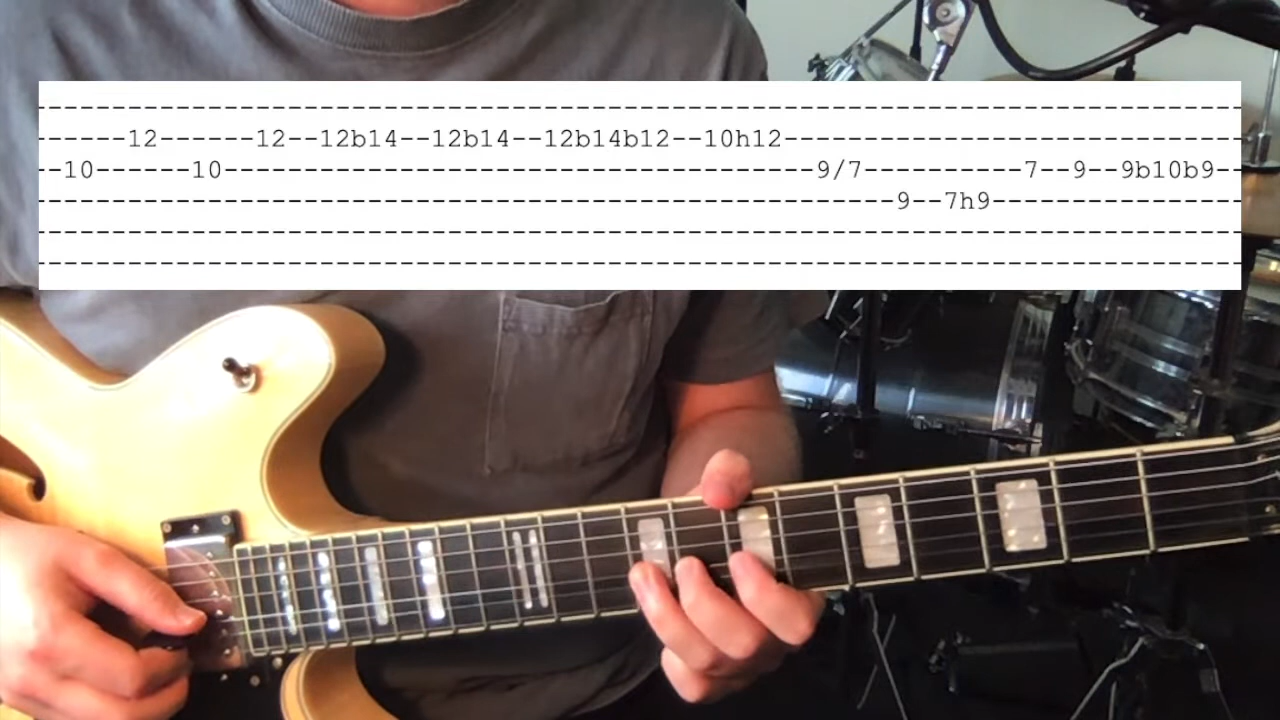 ----------------------------------------------------------------------------
------12------12--12b14--12b14--12b14b12--10h12-----------------------------
--10------10-------------------------------------9/7----------7--9--9b10b9--
------------------------------------------------------9--7h9----------------
----------------------------------------------------------------------------
----------------------------------------------------------------------------